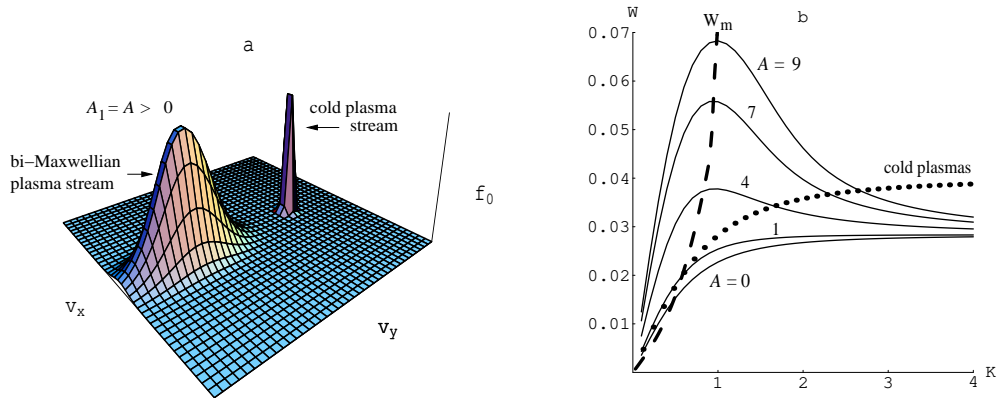 a
A₁ = A > 0
cold plasma
stream
bi−Maxwellian
plasma stream
f₀
vₓ
v_y
W
Wₘ
b
0.07
0.06
0.05
0.04
0.03
0.02
0.01
A = 9
7
4
1
A = 0
cold plasmas
1
2
3
4
K